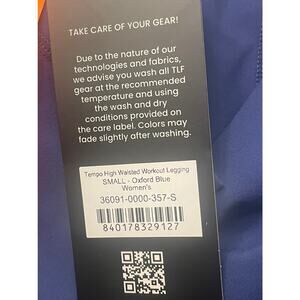 TAKE CARE OF YOUR GEAR!
Due to the nature of our
technologies and fabrics,
we advise you wash all TLF
gear at the recommended
temperature and using
the wash and dry
conditions provided on
the care label. Colors may
fade slightly after washing.
Tempo High Waisted Workout Legging
SMALL - Oxford Blue
Women's
36091-0000-357-S
840178329127